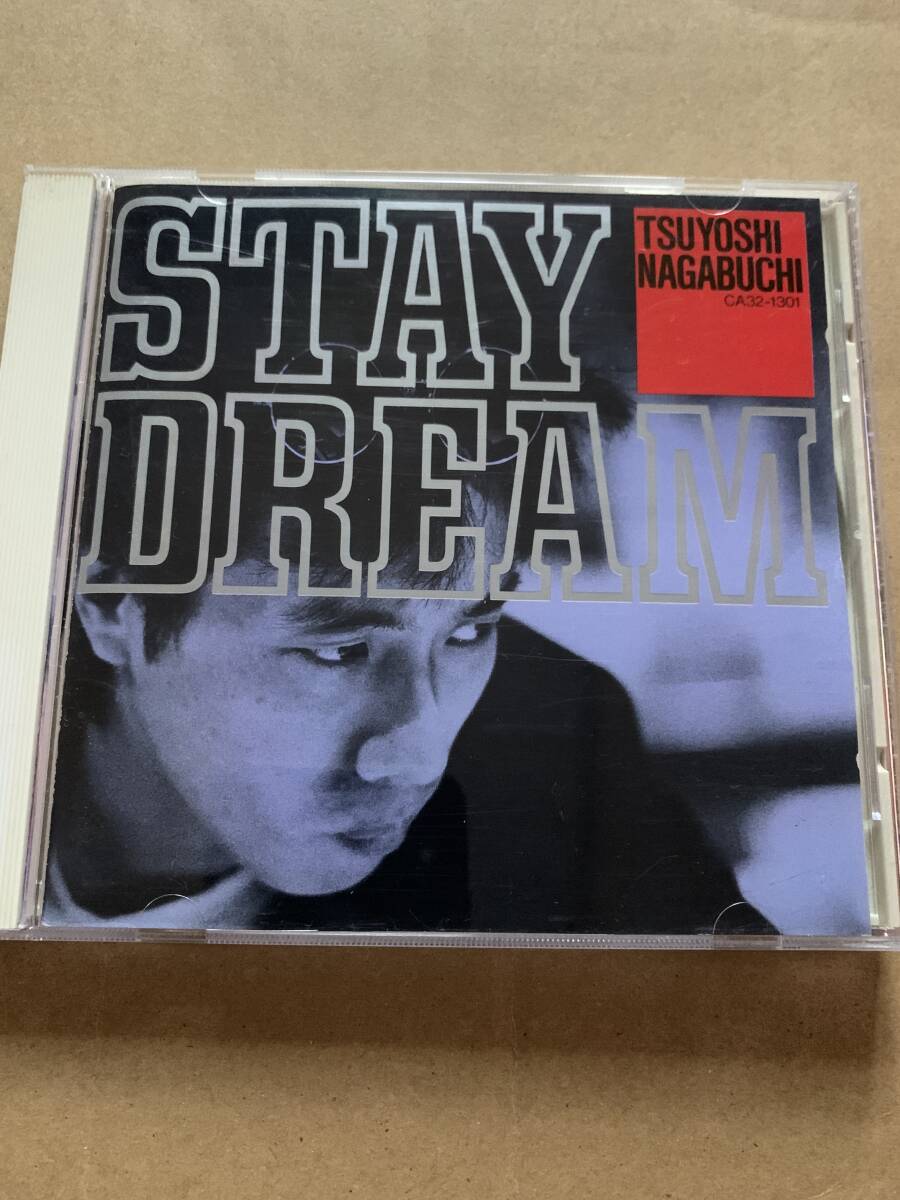 STAY
DREAM
TSUYOSHI
NAGABUCHI
CA32-1301